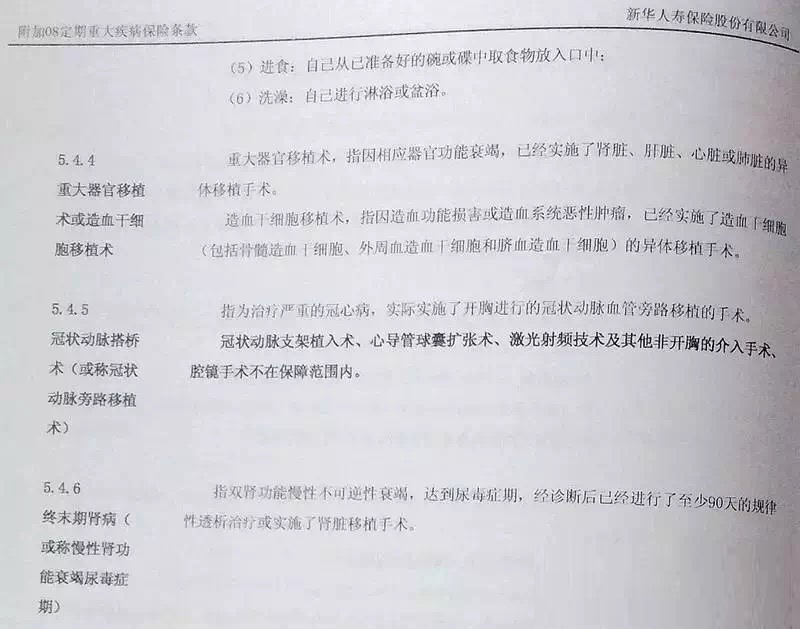 附加08定期重大疾病保险条款
新华人寿保险股份有限公司
(5)进食：自己从已准备好的碗或碟中取食物放入口中；
(6)洗澡：自己进行淋浴或盆浴。
5.4.4
重大器官移植
术或造血干细
胞移植术
重大器官移植术，指因相应器官功能衰竭，已经实施了肾脏、肝脏、心脏或肺脏的异
体移植手术。
造血干细胞移植术，指因造血功能损害或造血系统恶性肿瘤，已经实施了造血干细胞
（包括骨髓造血干细胞、外周血造血干细胞和脐血造血干细胞）的异体移植手术。
5.4.5
冠状动脉搭桥
术（或称冠状
动脉旁路移植
术）
指为治疗严重的冠心病，实际实施了开胸进行的冠状动脉血管旁路移植的手术。
冠状动脉支架植入术、心导管球囊扩张术、激光射频技术及其他非开胸的介入手术、
腔镜手术不在保障范围内。
5.4.6
终末期肾病（
或称慢性肾功
能衰竭尿毒症
期）
指双肾功能慢性不可逆性衰竭，达到尿毒症期，经诊断后已经进行了至少90天的规律
性透析治疗或实施了肾脏移植手术。